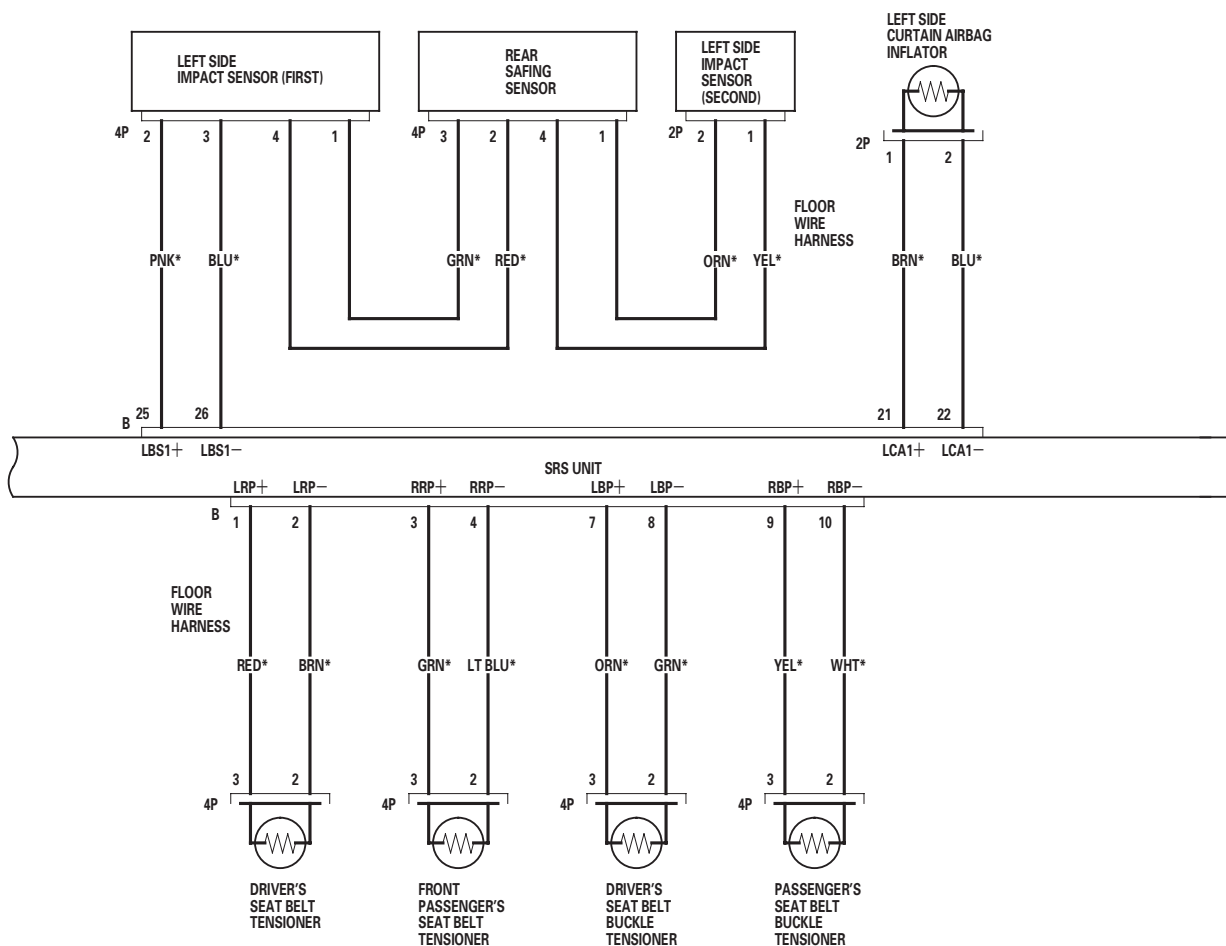 LEFT SIDE
IMPACT SENSOR (FIRST)
REAR
SAFING
SENSOR
LEFT SIDE
IMPACT
SENSOR
(SECOND)
LEFT SIDE
CURTAIN AIRBAG
INFLATOR
4P 2 3 4 1
4P 3 2 4 1
2P 2 1
2P 1 2
FLOOR
WIRE
HARNESS
PNK* BLU* GRN* RED* ORN* YEL* BRN* BLU*
B 25 26 21 22
LBS1+ LBS1− LCA1+ LCA1−
SRS UNIT
LRP+ LRP− RRP+ RRP− LBP+ LBP− RBP+ RBP−
B 1 2 3 4 7 8 9 10
FLOOR
WIRE
HARNESS
RED* BRN* GRN* LT BLU* ORN* GRN* YEL* WHT*
4P 3 2
4P 3 2
4P 3 2
4P 3 2
DRIVER'S
SEAT BELT
TENSIONER
FRONT
PASSENGER'S
SEAT BELT
TENSIONER
DRIVER'S
SEAT BELT
BUCKLE
TENSIONER
PASSENGER'S
SEAT BELT
BUCKLE
TENSIONER